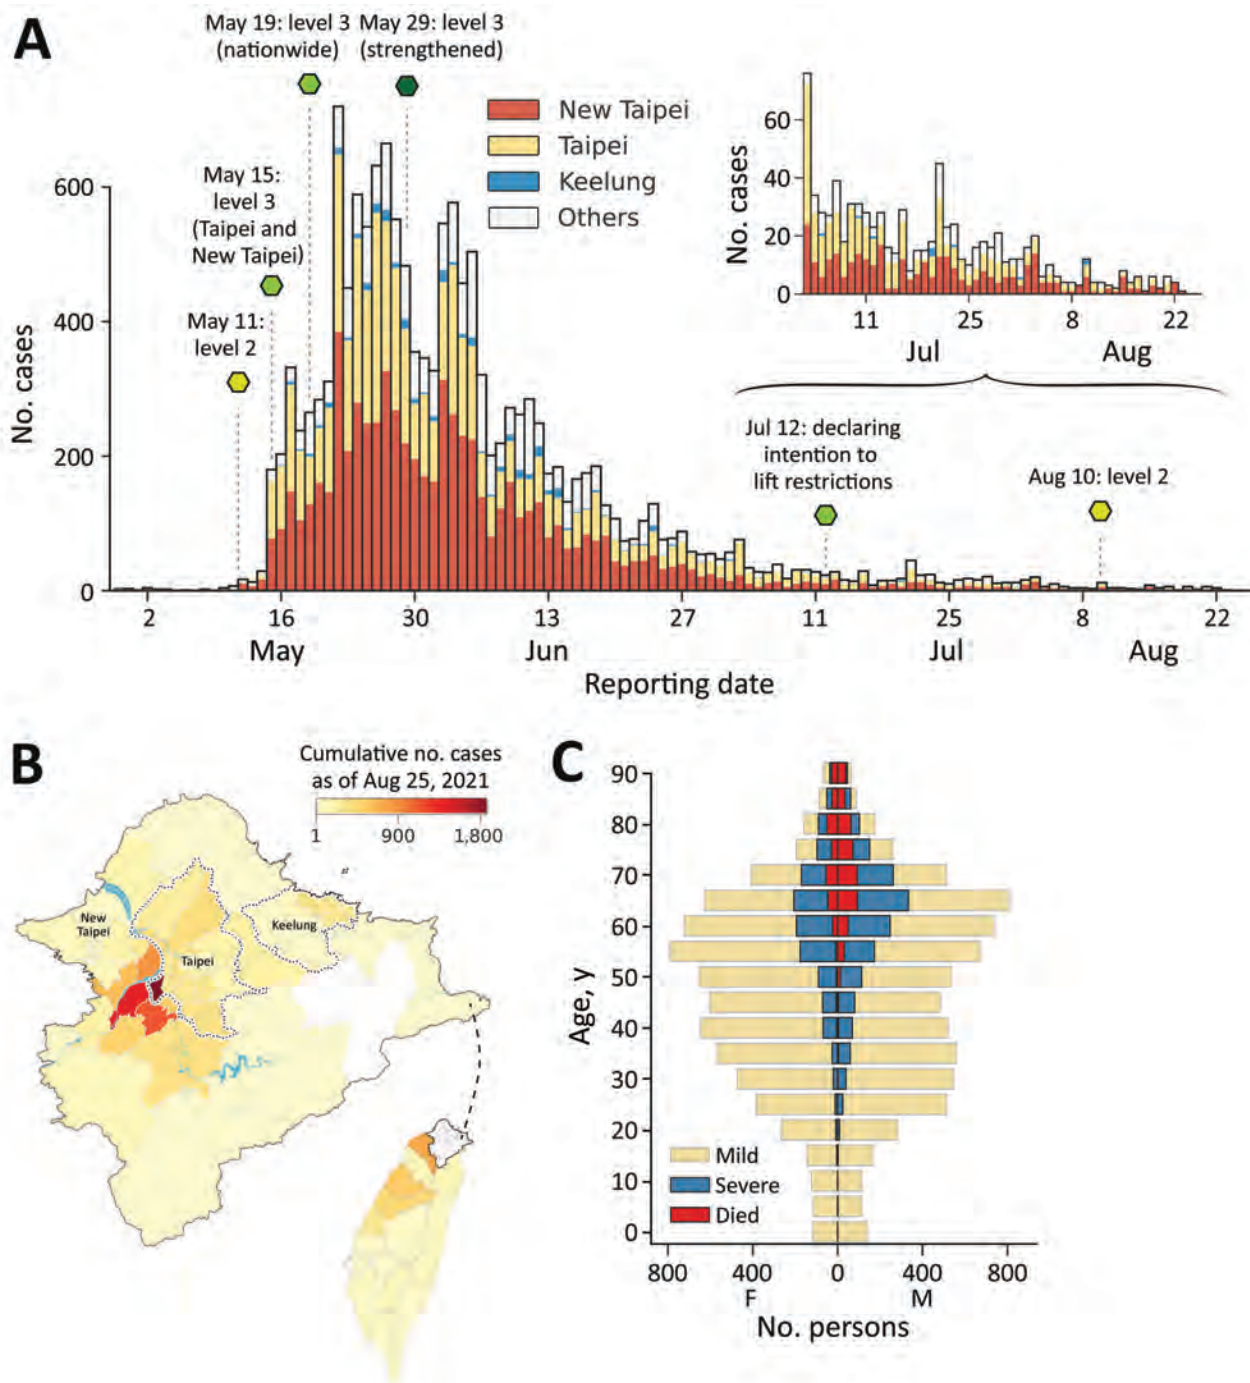 A
May 19: level 3
(nationwide)
May 29: level 3
(strengthened)
May 15:
level 3
(Taipei and
New Taipei)
May 11:
level 2
New Taipei
Taipei
Keelung
Others
No. cases
600
400
200
0
2
16
30
13
27
11
25
8
22
May
Jun
Jul
Aug
Reporting date
No. cases
60
40
20
0
11
25
8
22
Jul
Aug
Jul 12: declaring
intention to
lift restrictions
Aug 10: level 2
B
Cumulative no. cases
as of Aug 25, 2021
1
900
1,800
New
Taipei
Taipei
Keelung
C
Age, y
90
80
70
60
50
40
30
20
10
0
Mild
Severe
Died
800
400
0
400
800
F
M
No. persons